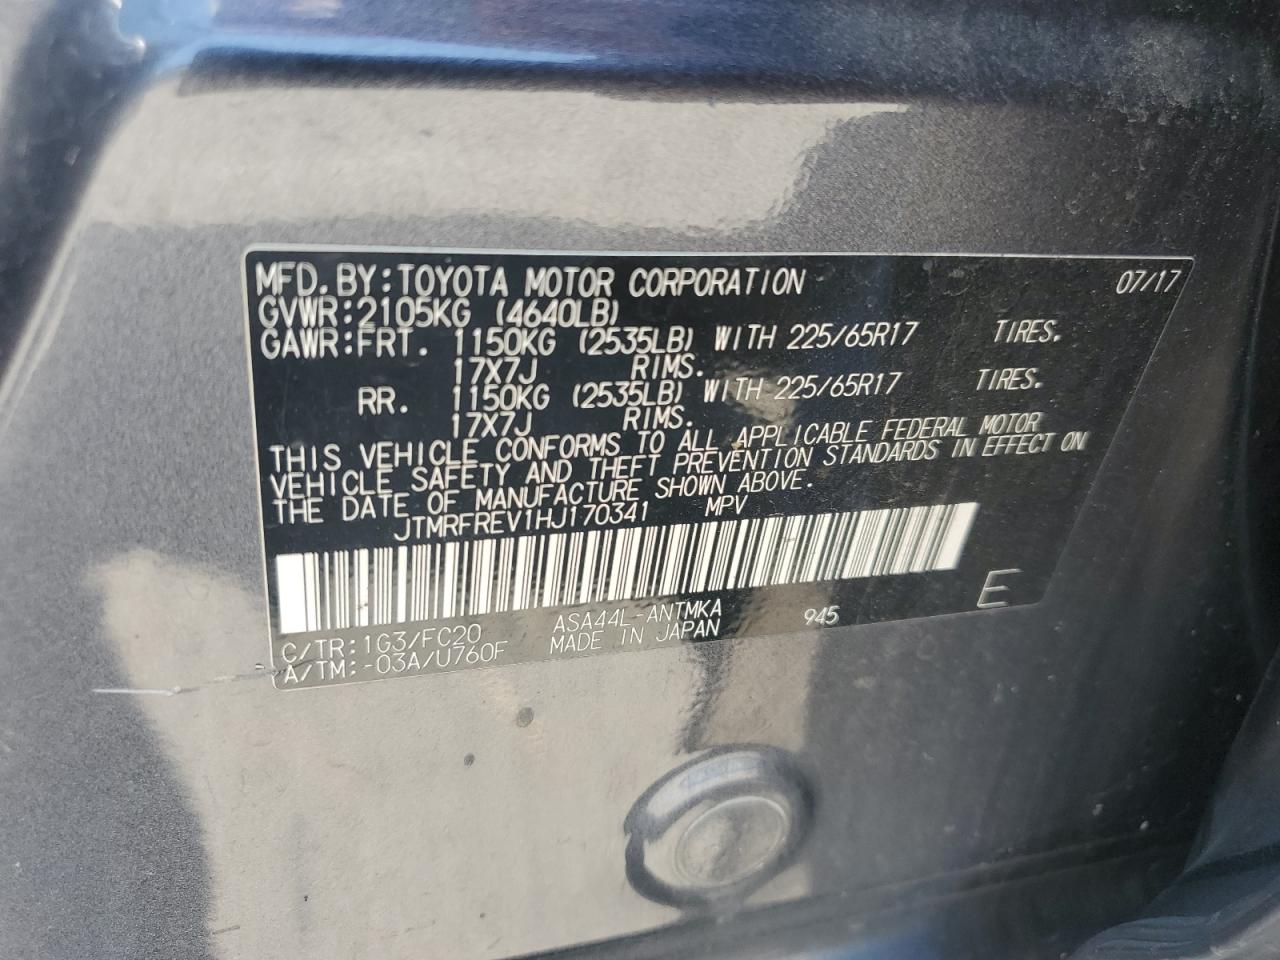 MFD.BY:TOYOTA MOTOR CORPORATION 07/17
GVWR:2105KG (4640LB)
GAWR:FRT. 1150KG (2535LB) WITH 225/65R17 TIRES.
17X7J RIMS.
RR. 1150KG (2535LB) WITH 225/65R17 TIRES.
17X7J RIMS.
THIS VEHICLE CONFORMS TO ALL APPLICABLE FEDERAL MOTOR
VEHICLE SAFETY AND THEFT PREVENTION STANDARDS IN EFFECT ON
THE DATE OF MANUFACTURE SHOWN ABOVE.
JTMRFREV1HJ170341 MPV
E
C/TR:1G3/FC20 ASA44L-ANTMKA 945
A/TM:-03A/U760F MADE IN JAPAN